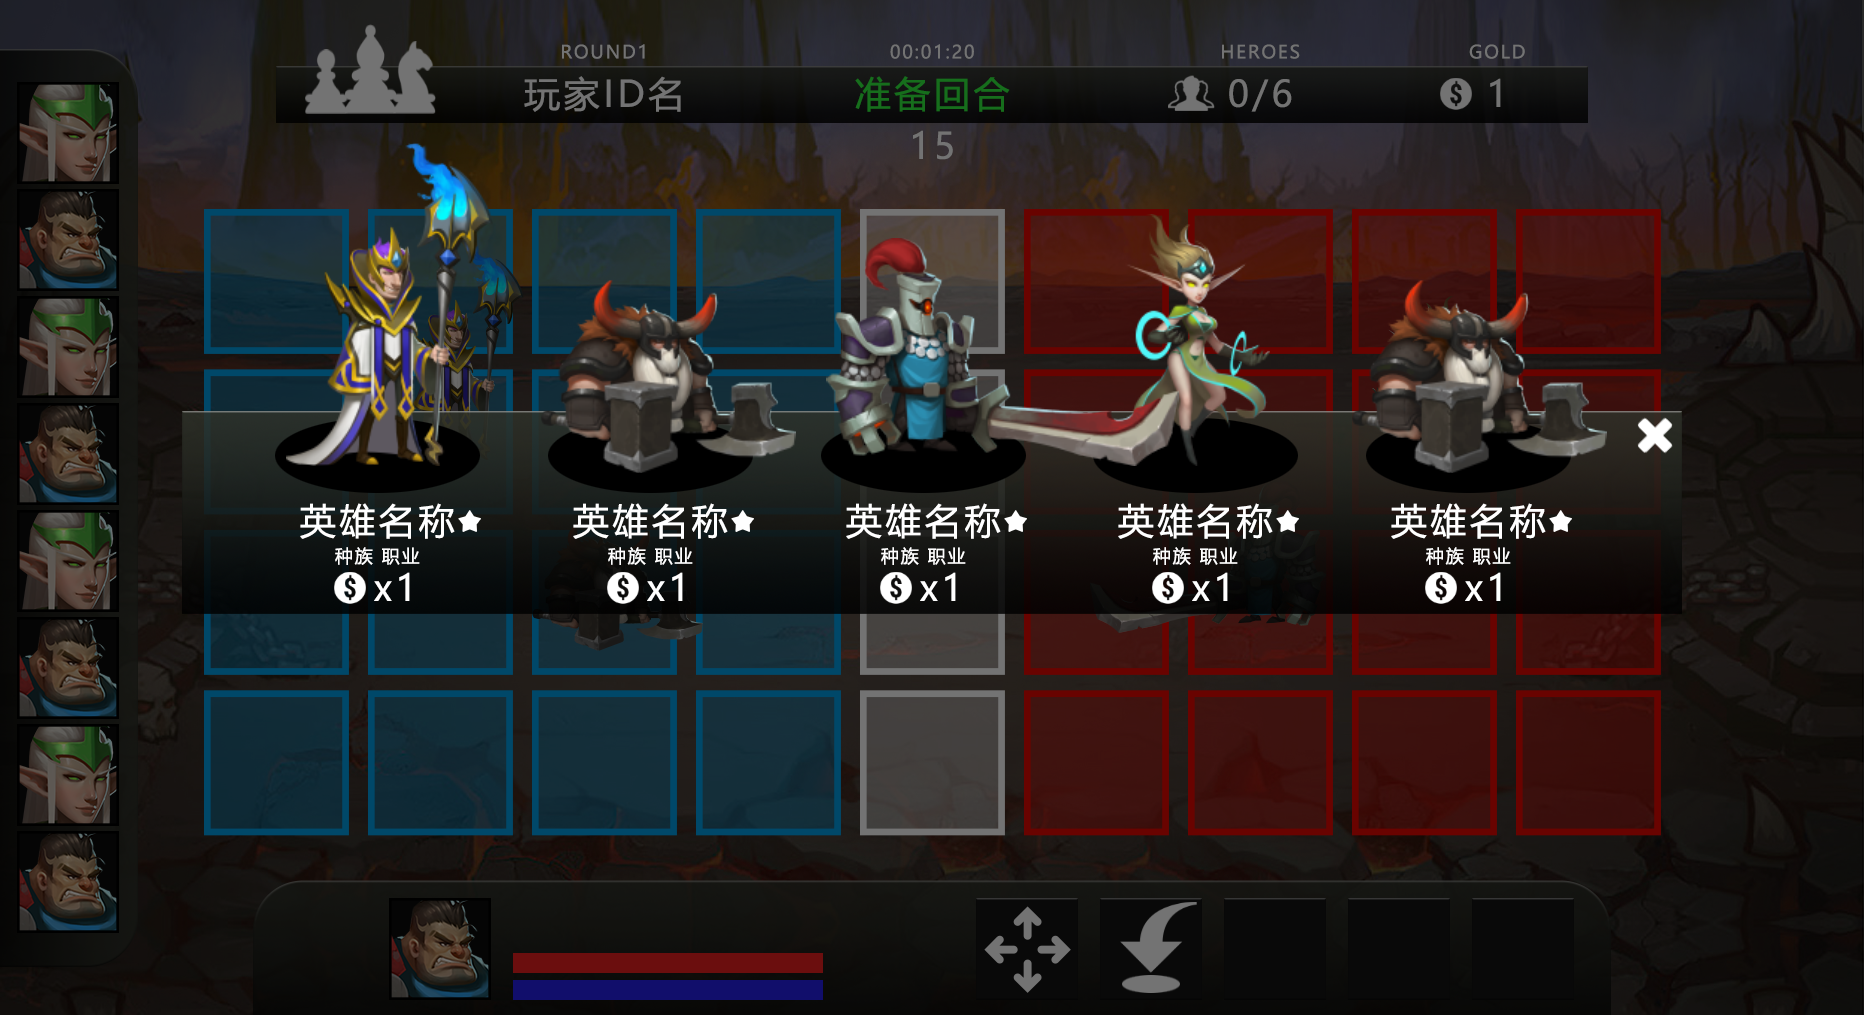 ROUND1
00:01:20
HEROES
GOLD
玩家ID名
准备回合
0/6
1
15
英雄名称
英雄名称
英雄名称
英雄名称
英雄名称
种族 职业
种族 职业
种族 职业
种族 职业
种族 职业
$ x1
$ x1
$ x1
$ x1
$ x1